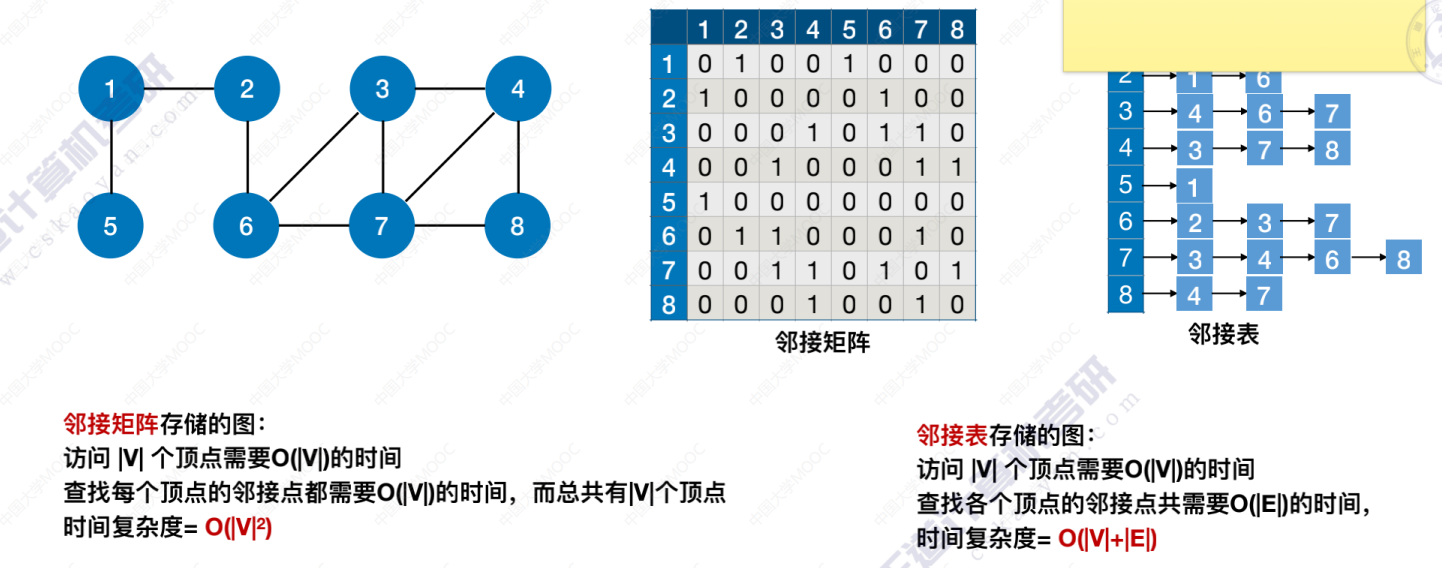 1 2 3 4
5 6 7 8
1 2 3 4 5 6 7 8
1 0 1 0 0 1 0 0 0
2 1 0 0 0 0 1 0 0
3 0 0 0 1 0 1 1 0
4 0 0 1 0 0 0 1 1
5 1 0 0 0 0 0 0 0
6 0 1 1 0 0 0 1 0
7 0 0 1 1 0 1 0 1
8 0 0 0 1 0 0 1 0
邻接矩阵
2 1 6
3 4 6 7
4 3 7 8
5 1
6 2 3 7
7 3 4 6 8
8 4 7
邻接表
邻接矩阵存储的图：
访问 |V| 个顶点需要O(|V|)的时间
查找每个顶点的邻接点都需要O(|V|)的时间，而总共有|V|个顶点
时间复杂度= O(|V|²)
邻接表存储的图：
访问 |V| 个顶点需要O(|V|)的时间
查找各个顶点的邻接点共需要O(|E|)的时间，
时间复杂度= O(|V|+|E|)
中国大学MOOC